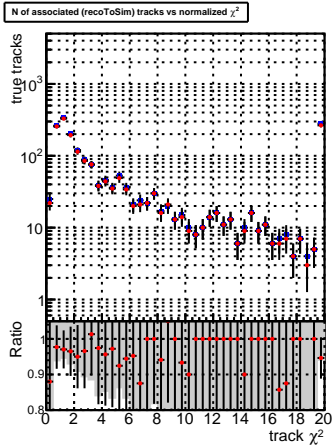 N of associated (recoToSim) tracks vs normalized χ²
true tracks
10³
10²
10
1
Ratio
1
0.9
0.8
0 2 4 6 8 10 12 14 16 18 20
track χ²